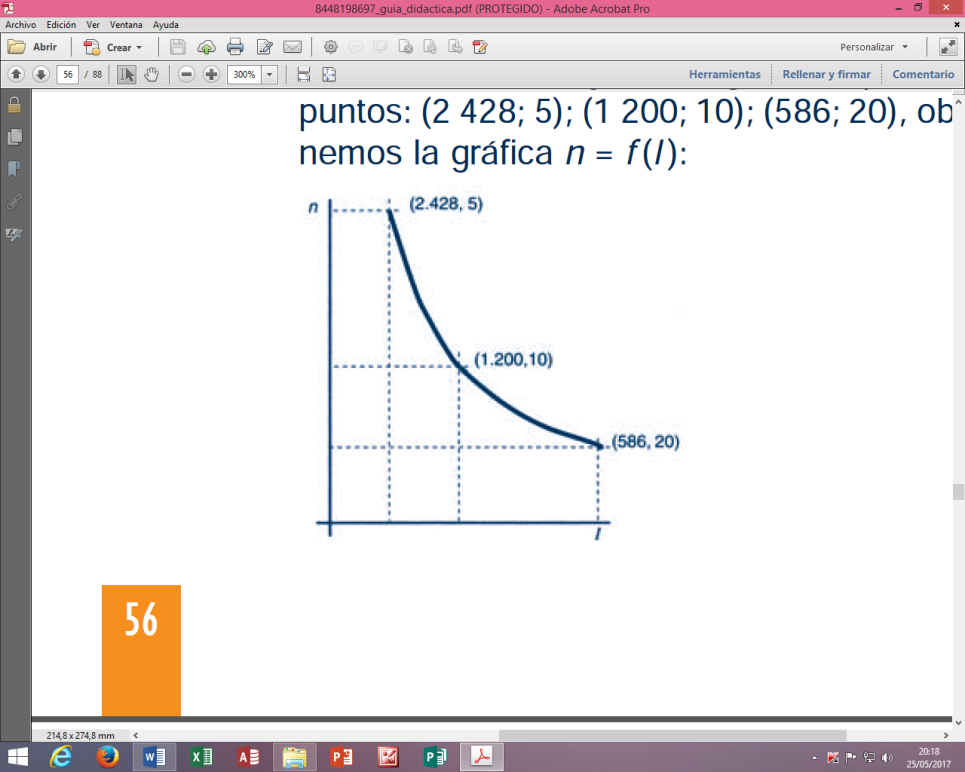 8448198697_guia_didactica.pdf (PROTEGIDO) - Adobe Acrobat Pro
Archivo Edición Ver Ventana Ayuda
Abrir Crear Personalizar
56 / 88 300% Herramientas Rellenar y firmar Comentario
puntos: (2 428; 5); (1 200; 10); (586; 20), ob
nemos la gráfica n = f(I):
n (2.428, 5)
(1.200,10)
(586, 20)
I
56
214,8 x 274,8 mm
20:18
25/05/2017